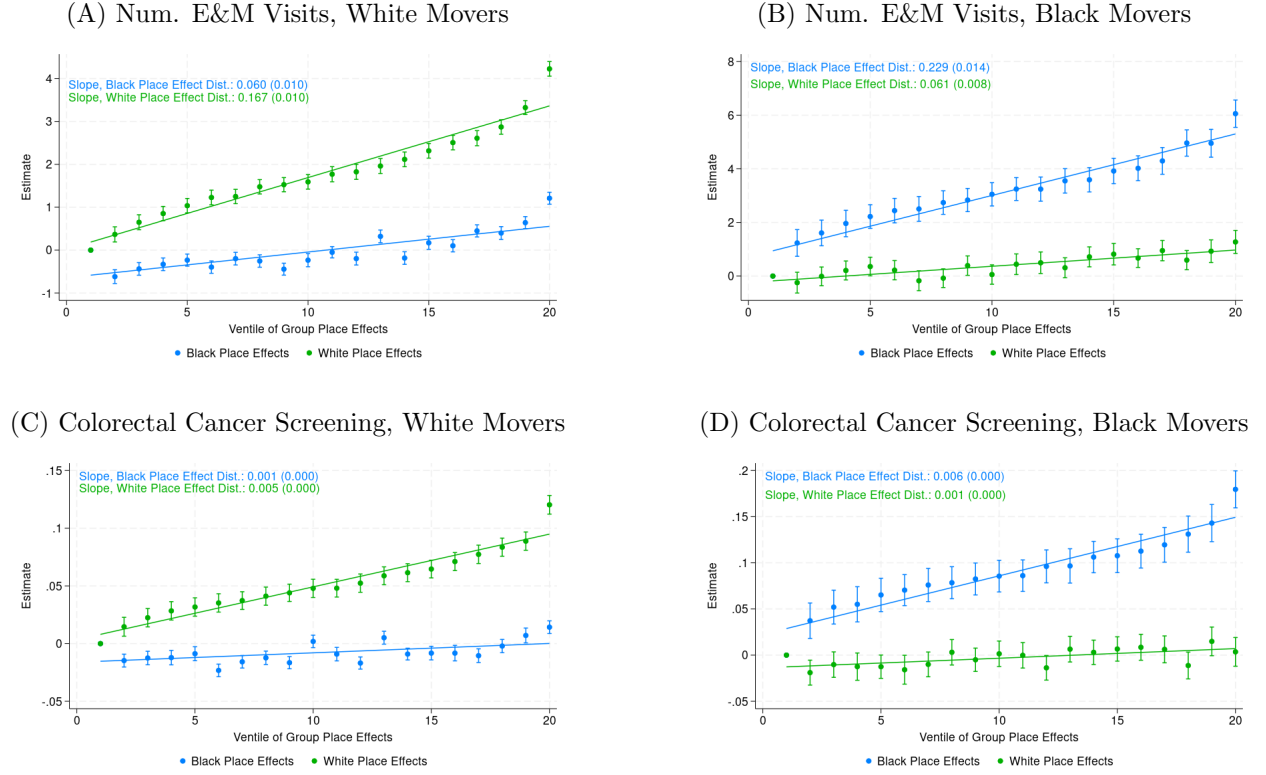 (A) Num. E&M Visits, White Movers
Slope, Black Place Effect Dist.: 0.060 (0.010)
Slope, White Place Effect Dist.: 0.167 (0.010)
Estimate
4
3
2
1
0
-1
0 5 10 15 20
Ventile of Group Place Effects
Black Place Effects White Place Effects
(B) Num. E&M Visits, Black Movers
Slope, Black Place Effect Dist.: 0.229 (0.014)
Slope, White Place Effect Dist.: 0.061 (0.008)
Estimate
8
6
4
2
0
0 5 10 15 20
Ventile of Group Place Effects
Black Place Effects White Place Effects
(C) Colorectal Cancer Screening, White Movers
Slope, Black Place Effect Dist.: 0.001 (0.000)
Slope, White Place Effect Dist.: 0.005 (0.000)
Estimate
.15
.1
.05
0
-.05
0 5 10 15 20
Ventile of Group Place Effects
Black Place Effects White Place Effects
(D) Colorectal Cancer Screening, Black Movers
Slope, Black Place Effect Dist.: 0.006 (0.000)
Slope, White Place Effect Dist.: 0.001 (0.000)
Estimate
.2
.15
.1
.05
0
-.05
0 5 10 15 20
Ventile of Group Place Effects
Black Place Effects White Place Effects